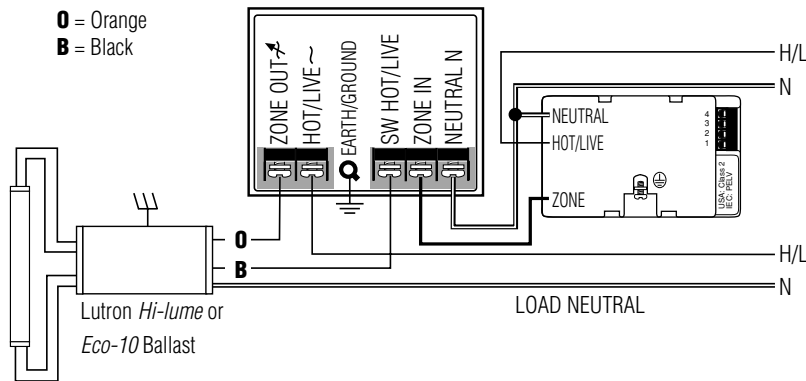 O = Orange
B = Black
ZONE OUT
HOT/LIVE ~
EARTH/GROUND
SW HOT/LIVE
ZONE IN
NEUTRAL N
H/L
N
NEUTRAL
HOT/LIVE
ZONE
4
3
2
1
USA: Class 2
IEC: PELV
O
B
H/L
N
LOAD NEUTRAL
Lutron Hi-lume or
Eco-10 Ballast